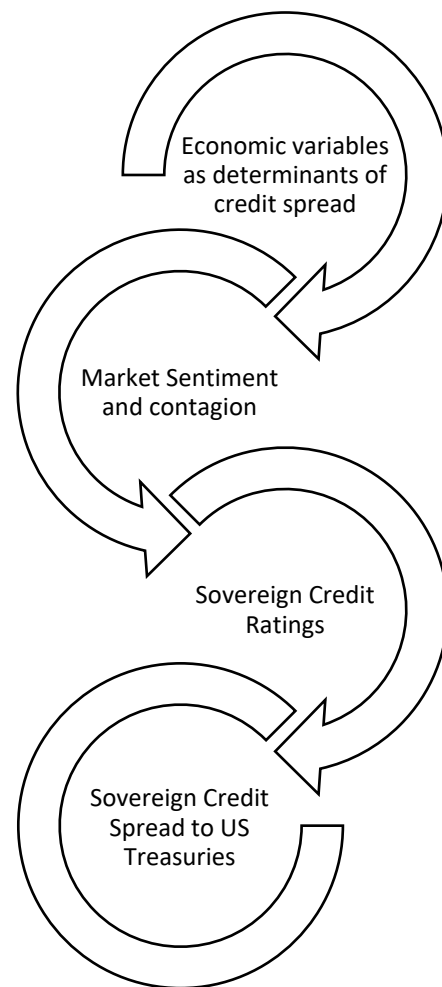 Economic variables
as determinants of
credit spread
Market Sentiment
and contagion
Sovereign Credit
Ratings
Sovereign Credit
Spread to US
Treasuries